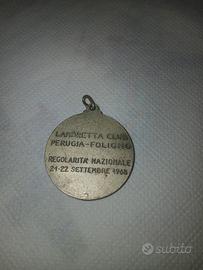 LAMBRETTA CLUB
PERUGIA-FOLIGNO
REGOLARITA' NAZIONALE
21-22 SETTEMBRE 1968
subito